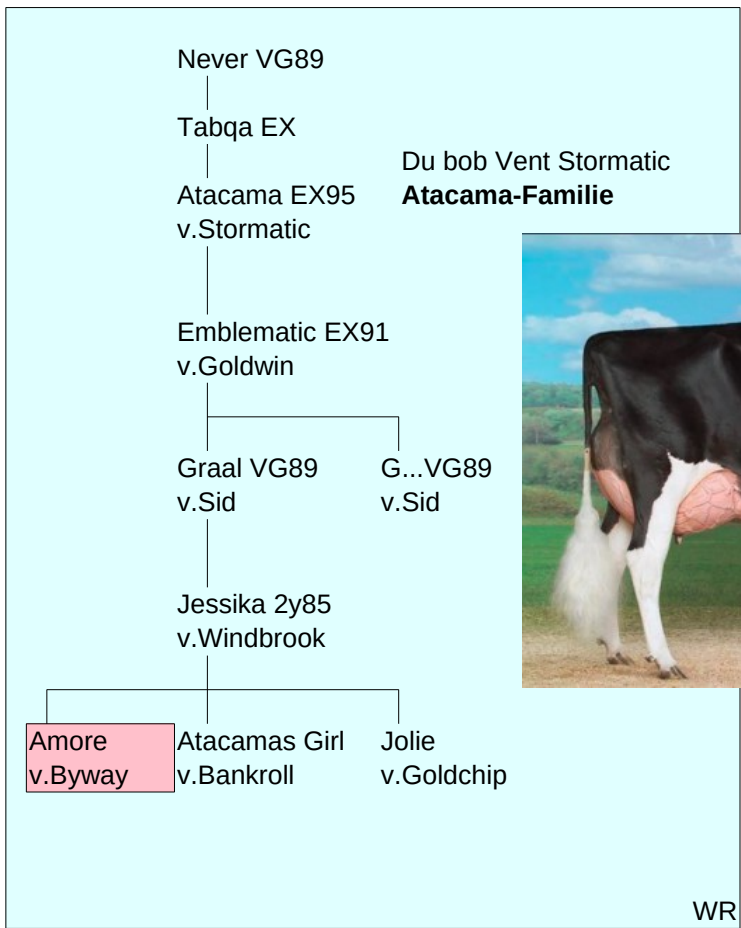 Never VG89
Tabqa EX
Du bob Vent Stormatic
Atacama EX95
Atacama-Familie
v.Stormatic
Emblematic EX91
v.Goldwin
Graal VG89
v.Sid
G...VG89
v.Sid
Jessika 2y85
v.Windbrook
Amore
v.Byway
Atacamas Girl
v.Bankroll
Jolie
v.Goldchip
WR